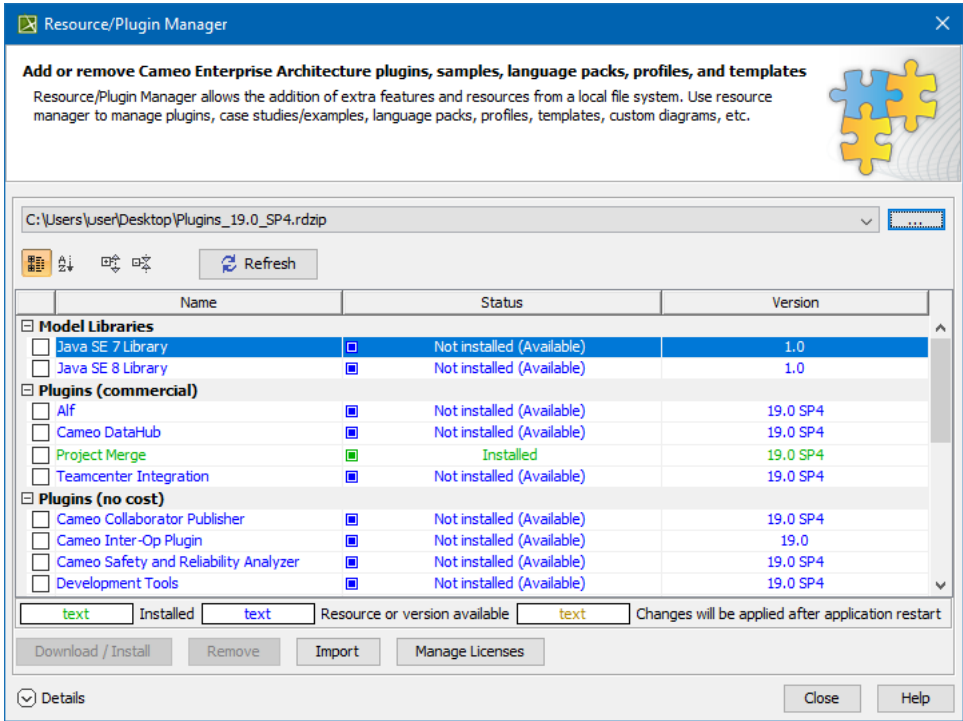 Resource/Plugin Manager
Add or remove Cameo Enterprise Architecture plugins, samples, language packs, profiles, and templates
Resource/Plugin Manager allows the addition of extra features and resources from a local file system. Use resource
manager to manage plugins, case studies/examples, language packs, profiles, templates, custom diagrams, etc.
C:\Users\user\Desktop\Plugins_19.0_SP4.rdzip ...
Refresh
Name Status Version
Model Libraries
Java SE 7 Library Not installed (Available) 1.0
Java SE 8 Library Not installed (Available) 1.0
Plugins (commercial)
Alf Not installed (Available) 19.0 SP4
Cameo DataHub Not installed (Available) 19.0 SP4
Project Merge Installed 19.0 SP4
Teamcenter Integration Not installed (Available) 19.0 SP4
Plugins (no cost)
Cameo Collaborator Publisher Not installed (Available) 19.0 SP4
Cameo Inter-Op Plugin Not installed (Available) 19.0
Cameo Safety and Reliability Analyzer Not installed (Available) 19.0 SP4
Development Tools Not installed (Available) 19.0 SP4
text Installed text Resource or version available text Changes will be applied after application restart
Download / Install Remove Import Manage Licenses
Details Close Help